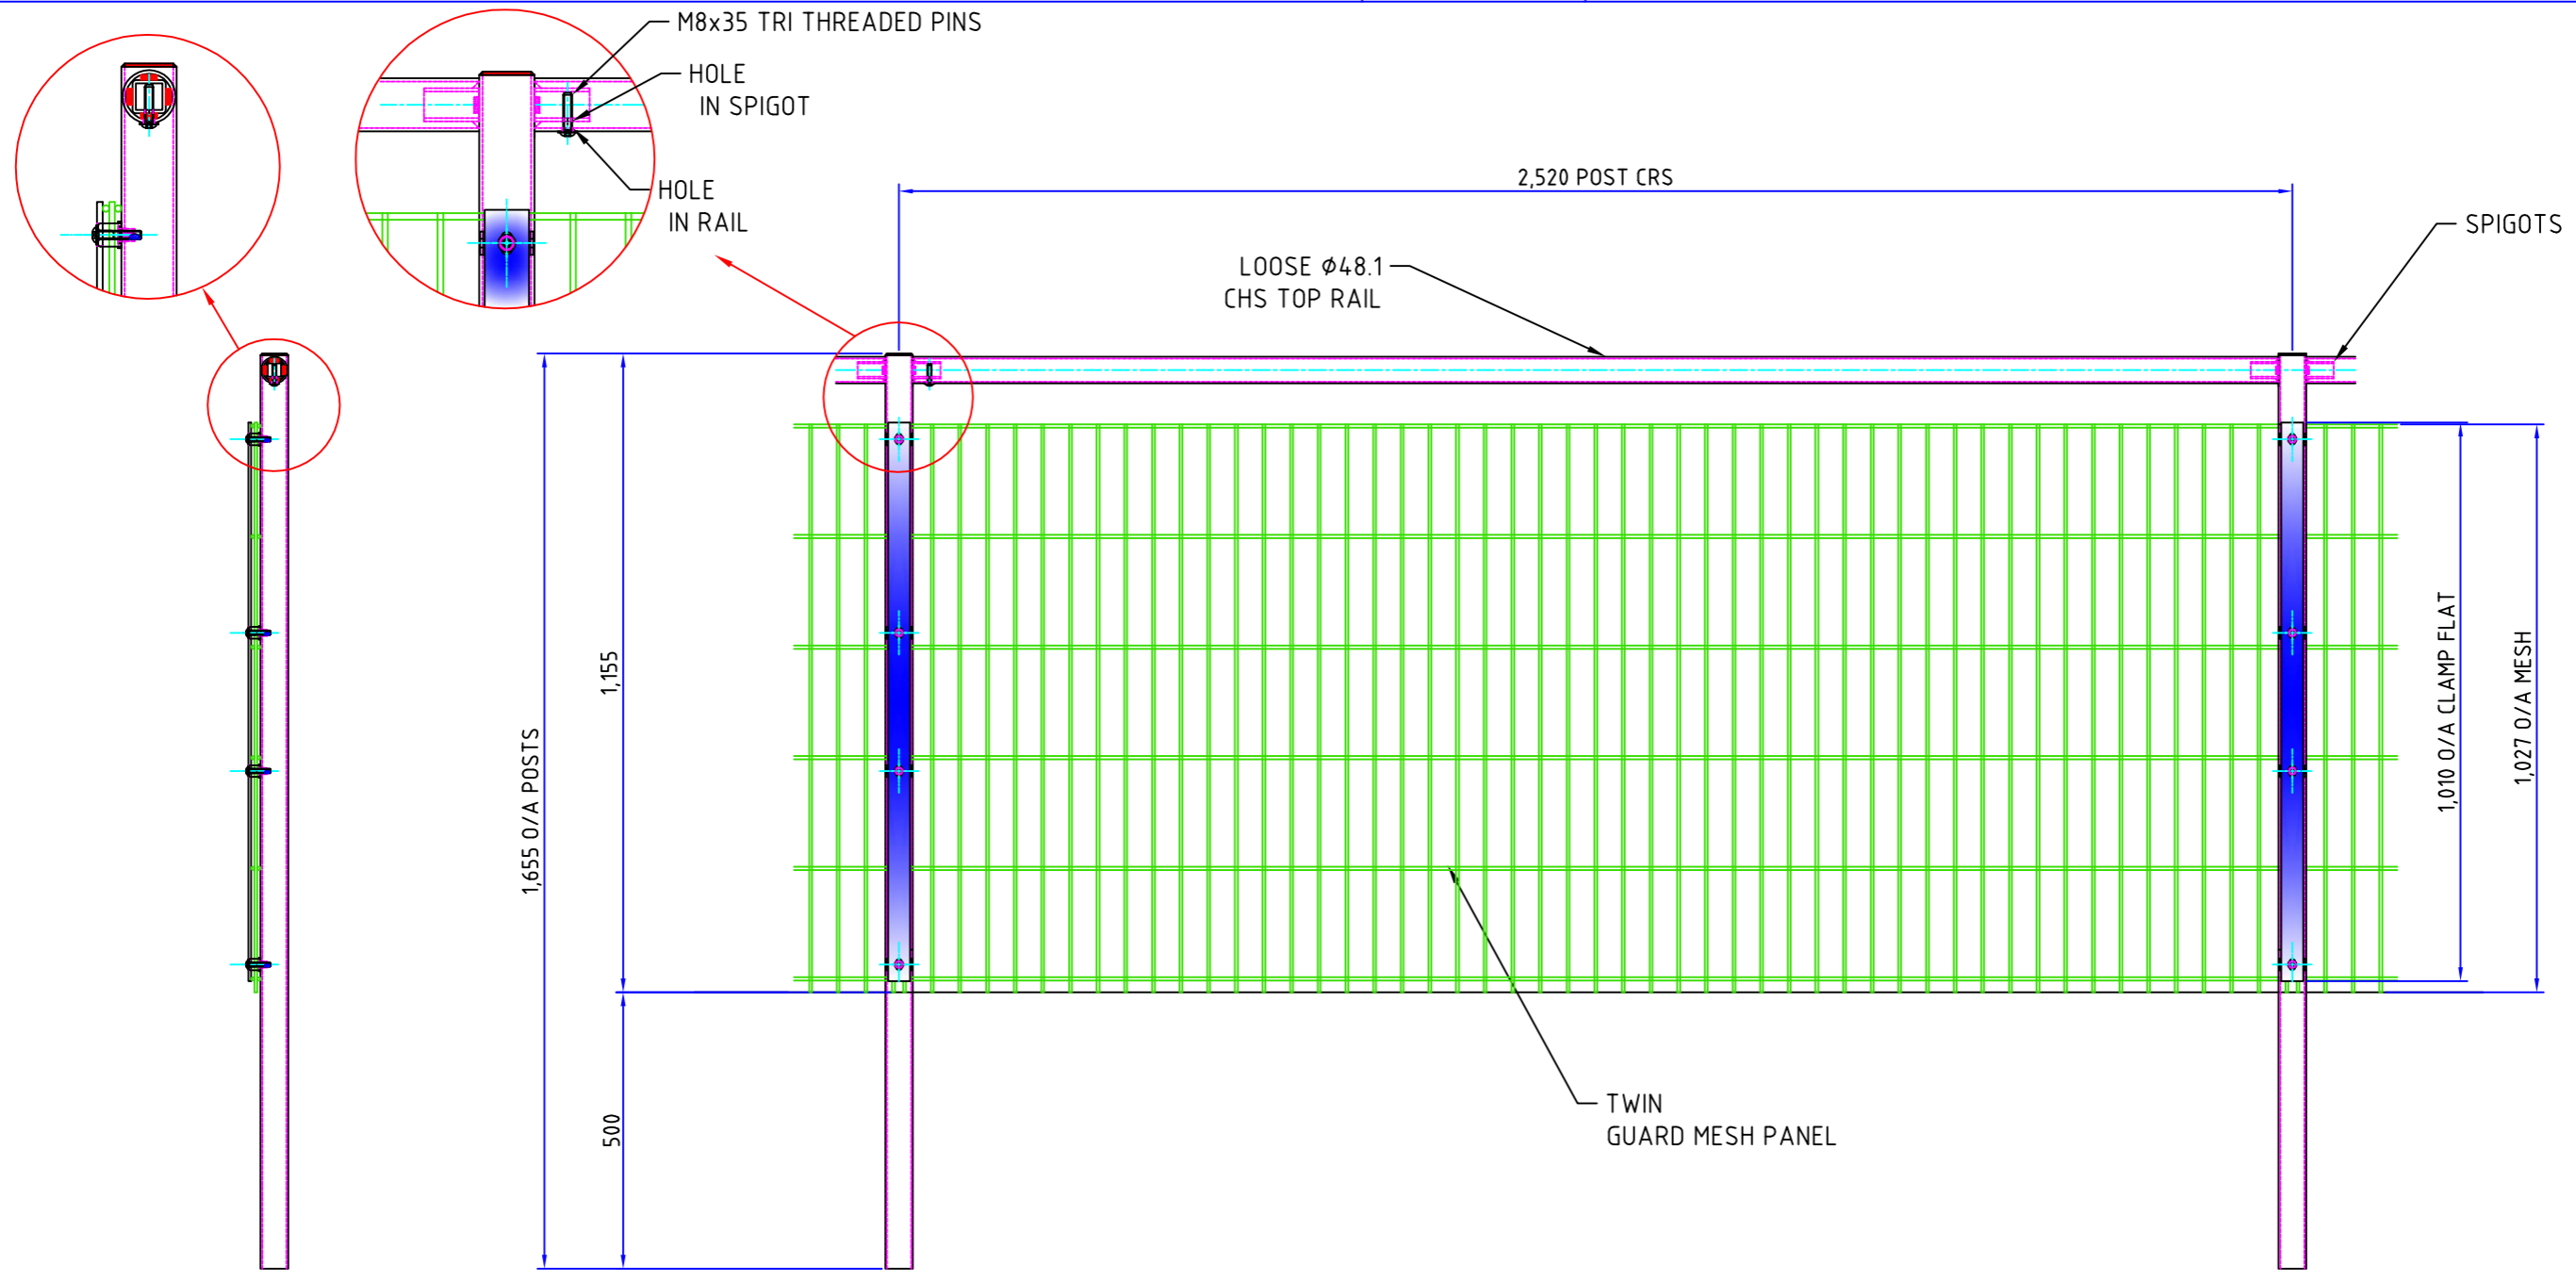 M8x35 TRI THREADED PINS
HOLE
IN SPIGOT
HOLE
IN RAIL
2,520 POST CRS
SPIGOTS
LOOSE Ø48.1
CHS TOP RAIL
1,155
1,655 O/A POSTS
500
1,010 O/A CLAMP FLAT
1,027 O/A MESH
TWIN
GUARD MESH PANEL